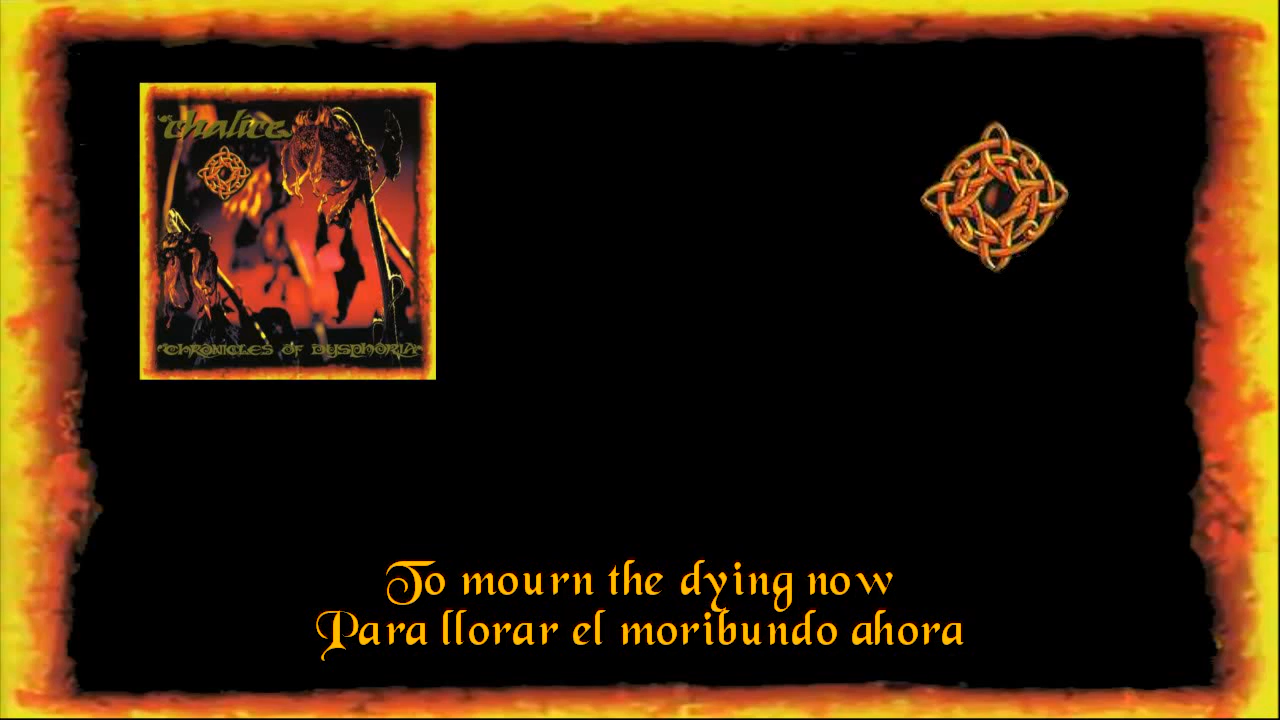 chalice
CHRONICLES OF DYSPHORIA
To mourn the dying now
Para llorar el moribundo ahora